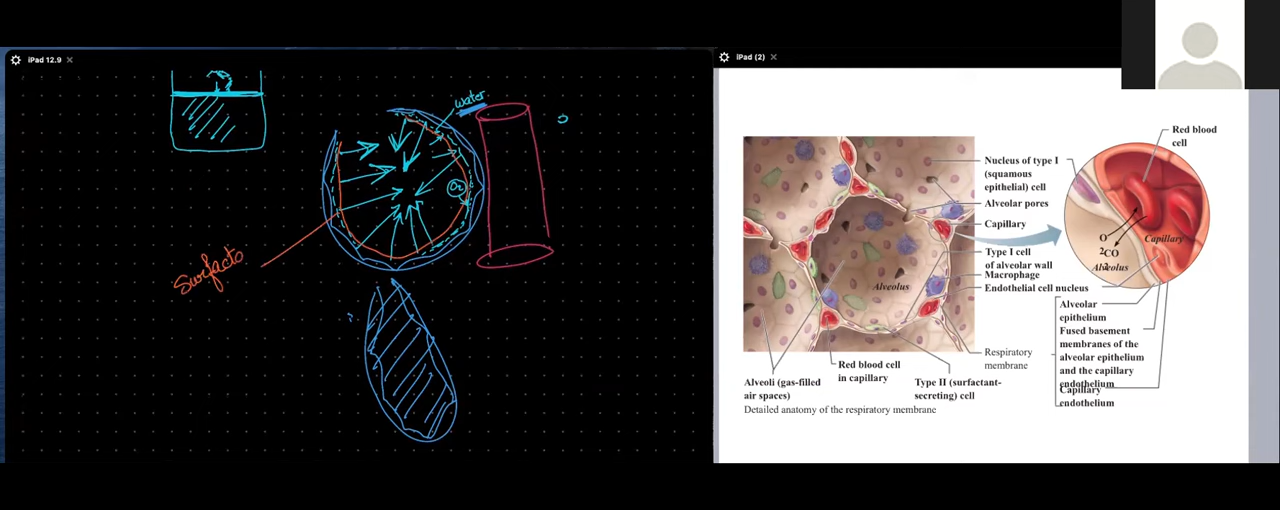 iPad 12.9
water
O2
Surfacto
iPad (2)
Red blood
cell
Nucleus of type I
(squamous
epithelial) cell
Alveolar pores
Capillary
Type I cell
of alveolar wall
Macrophage
Endothelial cell nucleus
O
2CO
Capillary
Alveolus
Alveolus
Alveolar
epithelium
Fused basement
membranes of the
alveolar epithelium
and the capillary
endothelium
Capillary
endothelium
Respiratory
membrane
Red blood cell
in capillary
Alveoli (gas-filled
air spaces)
Type II (surfactant-
secreting) cell
Detailed anatomy of the respiratory membrane